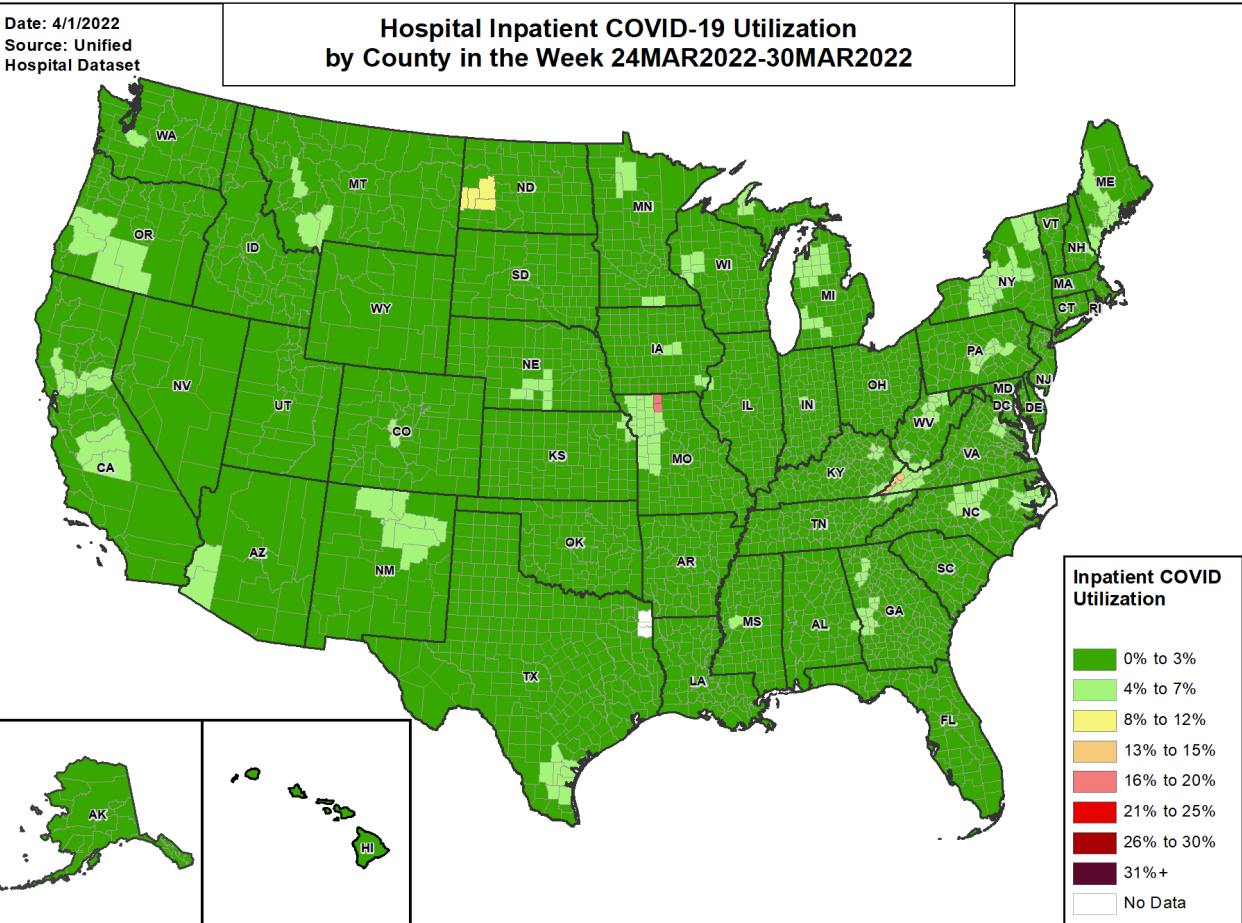 Date: 4/1/2022
Source: Unified
Hospital Dataset
Hospital Inpatient COVID-19 Utilization
by County in the Week 24MAR2022-30MAR2022
WA
MT
ND
MN
ME
OR
ID
SD
WI
MI
VT
NH
NY
MA
CT
RI
WY
IA
NE
PA
NJ
NV
UT
CO
IL
IN
OH
MD
DC
DE
WV
VA
CA
KS
MO
KY
NC
TN
AZ
NM
OK
AR
SC
MS
AL
GA
TX
LA
FL
AK
HI
Inpatient COVID
Utilization
0% to 3%
4% to 7%
8% to 12%
13% to 15%
16% to 20%
21% to 25%
26% to 30%
31%+
No Data